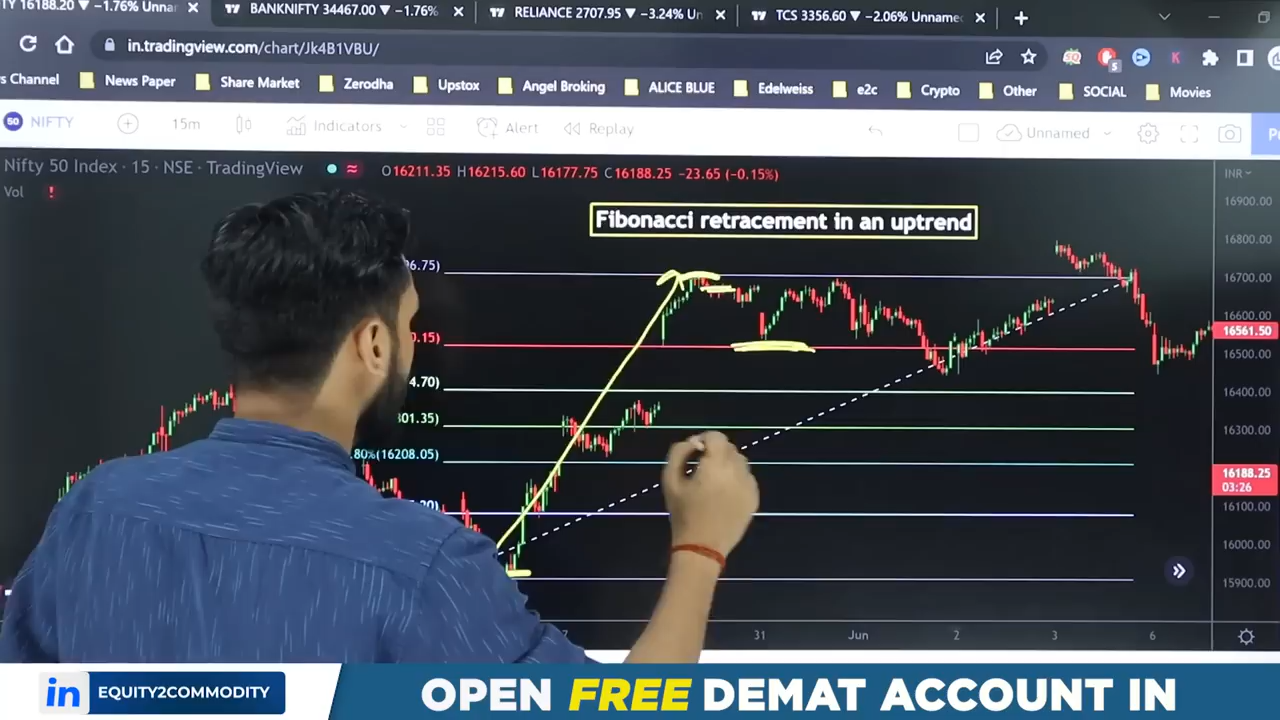 TY 16188.20 ▼ −1.76% Unna
BANKNIFTY 34467.00 ▼ −1.76%
RELIANCE 2707.95 ▼ −3.24% Un
TCS 3356.60 ▼ −2.06% Unname
in.tradingview.com/chart/Jk4B1VBU/
s Channel
News Paper
Share Market
Zerodha
Upstox
Angel Broking
ALICE BLUE
Edelweiss
e2c
Crypto
Other
SOCIAL
Movies
50 NIFTY
15m
Indicators
Alert
Replay
Unnamed
Nifty 50 Index · 15 · NSE · TradingView
O16211.35 H16215.60 L16177.75 C16188.25 −23.65 (−0.15%)
INR
Vol !
Fibonacci retracement in an uptrend
16900.00
16800.00
6.75)
16700.00
16600.00
16561.50
0.15)
16500.00
4.70)
16400.00
301.35)
16300.00
.80%(16208.05)
16188.25
03:26
16100.00
16000.00
15900.00
31
Jun
2
3
6
in EQUITY2COMMODITY
OPEN FREE DEMAT ACCOUNT IN